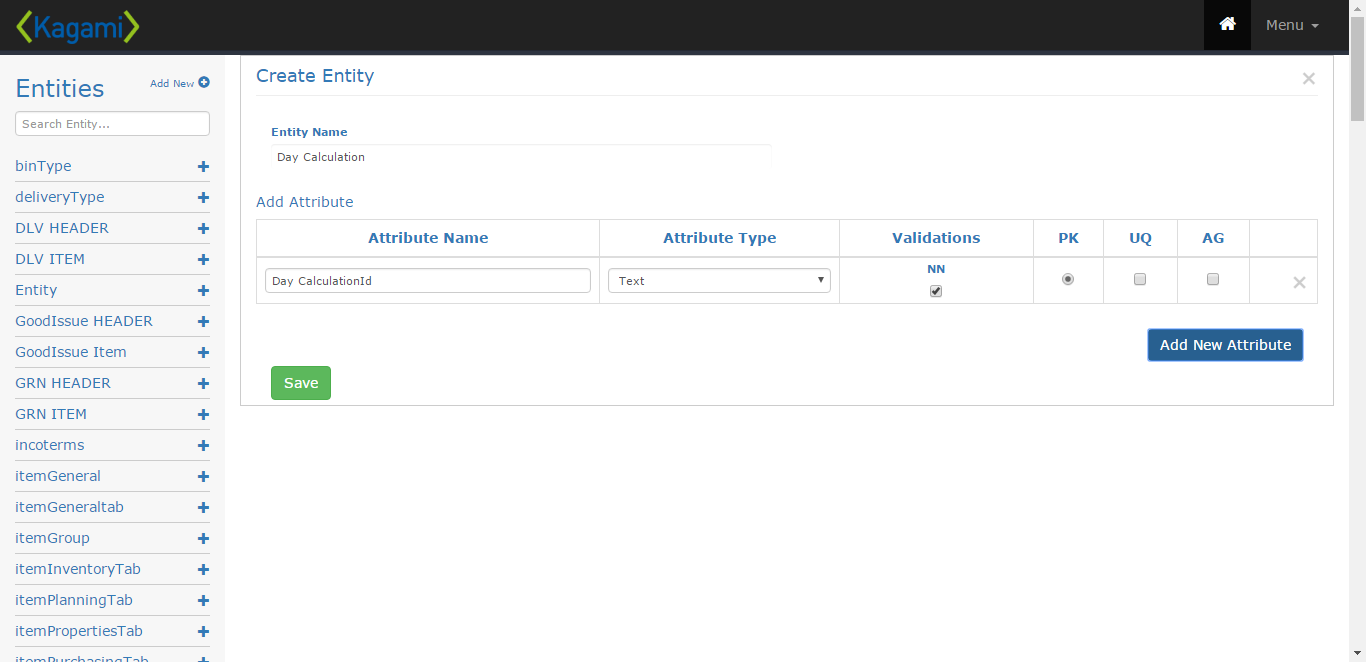 Kagami
Menu
Entities
Add New
Search Entity...
binType
deliveryType
DLV HEADER
DLV ITEM
Entity
GoodIssue HEADER
GoodIssue Item
GRN HEADER
GRN ITEM
incoterms
itemGeneral
itemGeneraltab
itemGroup
itemInventoryTab
itemPlanningTab
itemPropertiesTab
itemPurchasingTab
Create Entity
Entity Name
Day Calculation
Add Attribute
Attribute Name Attribute Type Validations PK UQ AG
NN
Day CalculationId Text
Add New Attribute
Save